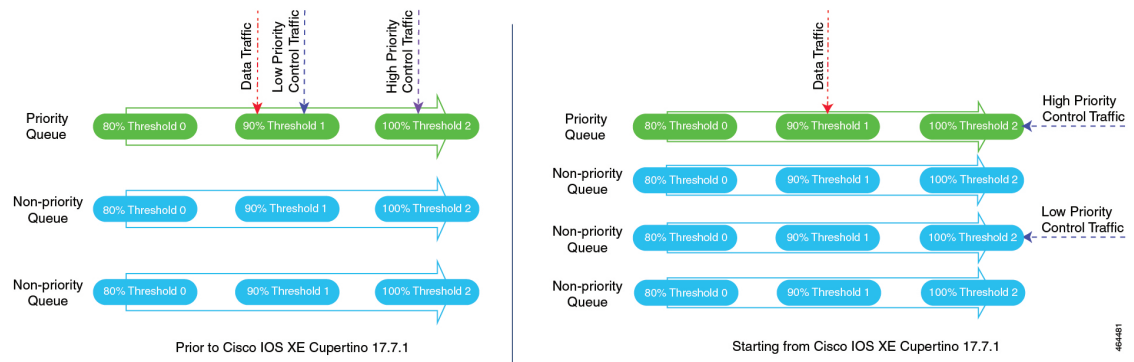 Data Traffic
Low Priority
Control Traffic
High Priority
Control Traffic
Priority
Queue
80% Threshold 0
90% Threshold 1
100% Threshold 2
Non-priority
Queue
80% Threshold 0
90% Threshold 1
100% Threshold 2
Non-priority
Queue
80% Threshold 0
90% Threshold 1
100% Threshold 2
Prior to Cisco IOS XE Cupertino 17.7.1
Data Traffic
Priority
Queue
80% Threshold 0
90% Threshold 1
100% Threshold 2
High Priority
Control Traffic
Non-priority
Queue
80% Threshold 0
90% Threshold 1
100% Threshold 2
Non-priority
Queue
80% Threshold 0
90% Threshold 1
100% Threshold 2
Low Priority
Control Traffic
Non-priority
Queue
80% Threshold 0
90% Threshold 1
100% Threshold 2
Starting from Cisco IOS XE Cupertino 17.7.1
464481